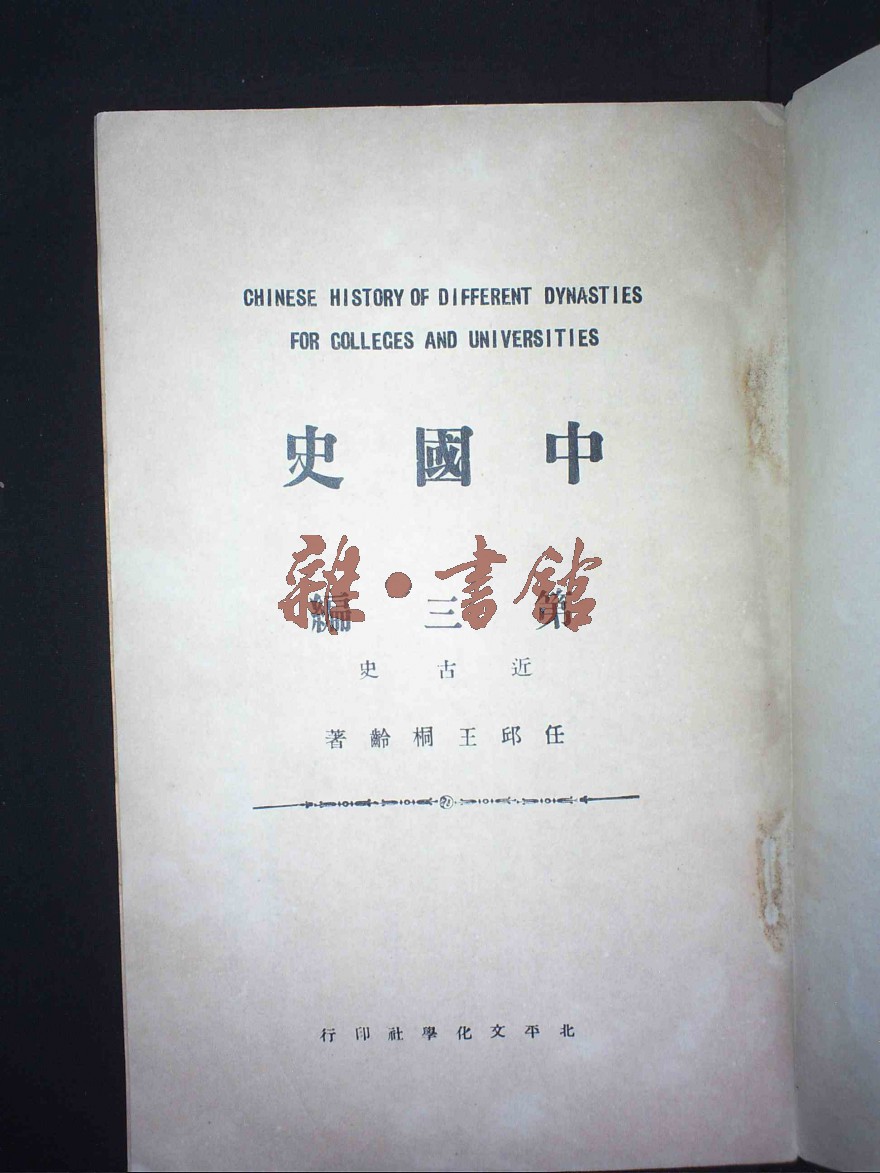 CHINESE HISTORY OF DIFFERENT DYNASTIES
FOR COLLEGES AND UNIVERSITIES
中國史
雜·書館
第三編
近古史
任邱王桐齡著
北平文化學社印行